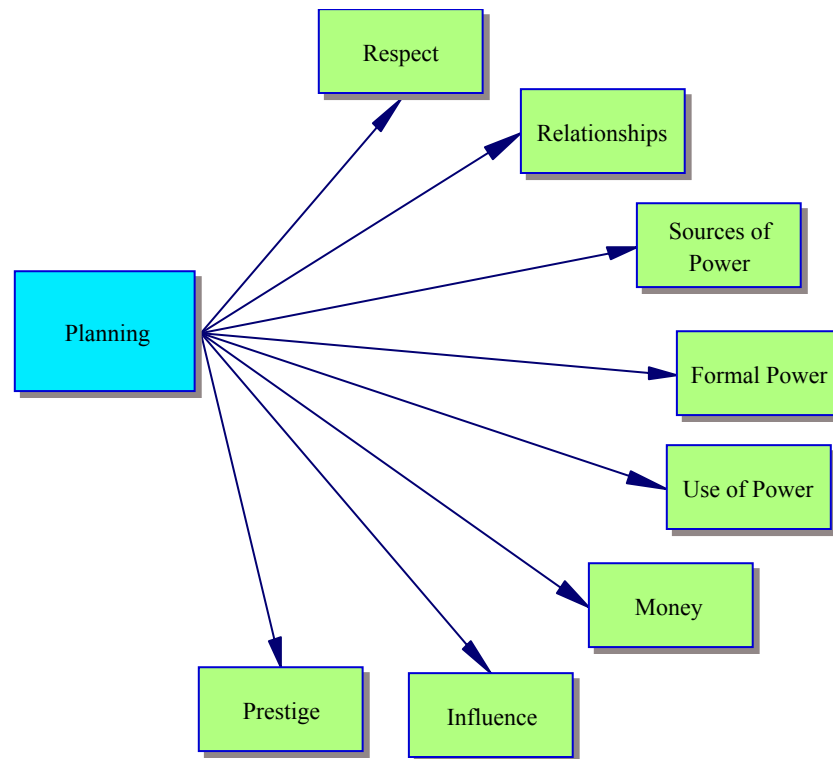 Respect
Relationships
Sources of
Power
Planning
Formal Power
Use of Power
Money
Prestige
Influence